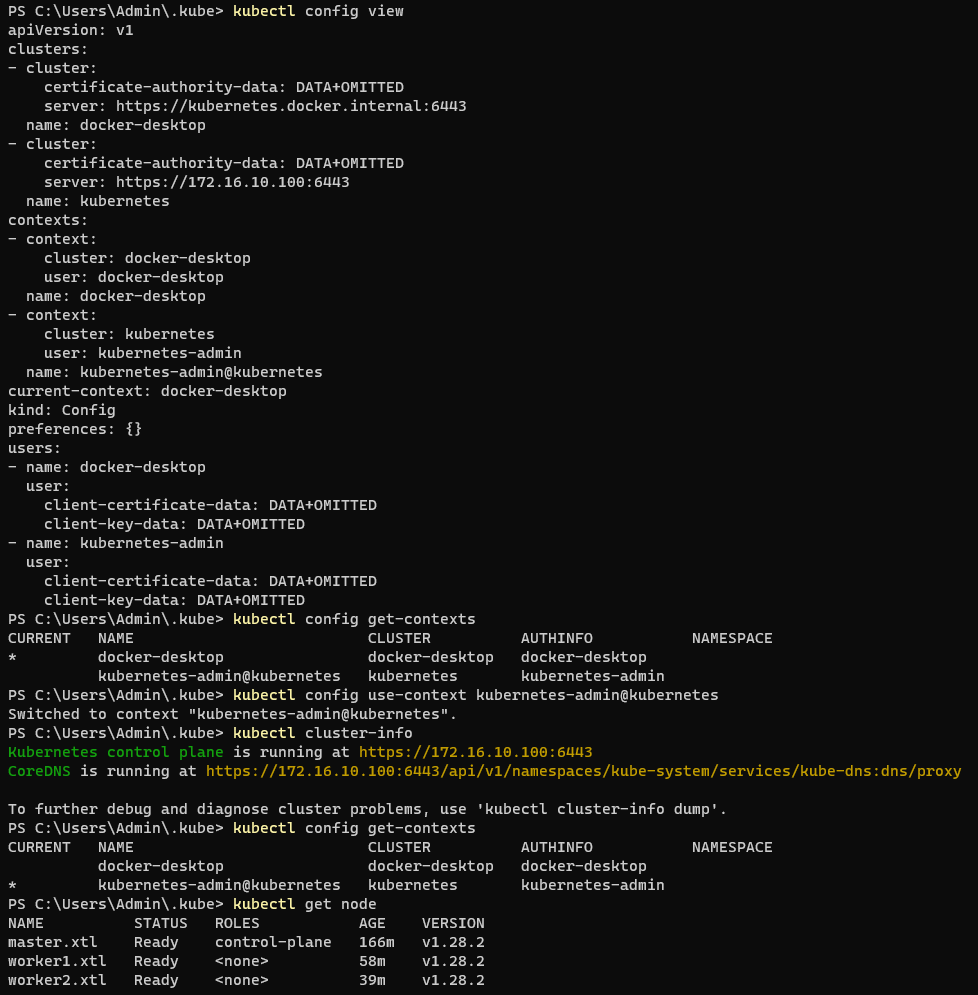 PS C:\Users\Admin\.kube> kubectl config view
apiVersion: v1
clusters:
- cluster:
    certificate-authority-data: DATA+OMITTED
    server: https://kubernetes.docker.internal:6443
  name: docker-desktop
- cluster:
    certificate-authority-data: DATA+OMITTED
    server: https://172.16.10.100:6443
  name: kubernetes
contexts:
- context:
    cluster: docker-desktop
    user: docker-desktop
  name: docker-desktop
- context:
    cluster: kubernetes
    user: kubernetes-admin
  name: kubernetes-admin@kubernetes
current-context: docker-desktop
kind: Config
preferences: {}
users:
- name: docker-desktop
  user:
    client-certificate-data: DATA+OMITTED
    client-key-data: DATA+OMITTED
- name: kubernetes-admin
  user:
    client-certificate-data: DATA+OMITTED
    client-key-data: DATA+OMITTED
PS C:\Users\Admin\.kube> kubectl config get-contexts
CURRENT   NAME                          CLUSTER          AUTHINFO           NAMESPACE
*         docker-desktop                docker-desktop   docker-desktop
          kubernetes-admin@kubernetes   kubernetes       kubernetes-admin
PS C:\Users\Admin\.kube> kubectl config use-context kubernetes-admin@kubernetes
Switched to context "kubernetes-admin@kubernetes".
PS C:\Users\Admin\.kube> kubectl cluster-info
Kubernetes control plane is running at https://172.16.10.100:6443
CoreDNS is running at https://172.16.10.100:6443/api/v1/namespaces/kube-system/services/kube-dns:dns/proxy

To further debug and diagnose cluster problems, use 'kubectl cluster-info dump'.
PS C:\Users\Admin\.kube> kubectl config get-contexts
CURRENT   NAME                          CLUSTER          AUTHINFO           NAMESPACE
          docker-desktop                docker-desktop   docker-desktop
*         kubernetes-admin@kubernetes   kubernetes       kubernetes-admin
PS C:\Users\Admin\.kube> kubectl get node
NAME          STATUS   ROLES           AGE    VERSION
master.xtl    Ready    control-plane   166m   v1.28.2
worker1.xtl   Ready    <none>          58m    v1.28.2
worker2.xtl   Ready    <none>          39m    v1.28.2